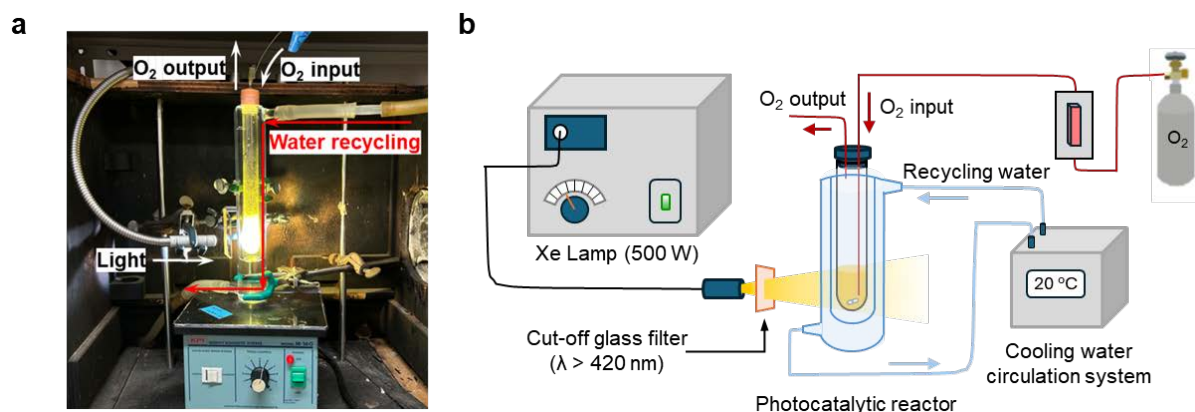 a
O₂ output
O₂ input
Water recycling
Light
b
O₂ output
O₂ input
O₂
Recycling water
Xe Lamp (500 W)
20 ºC
Cut-off glass filter
(λ > 420 nm)
Cooling water
circulation system
Photocatalytic reactor